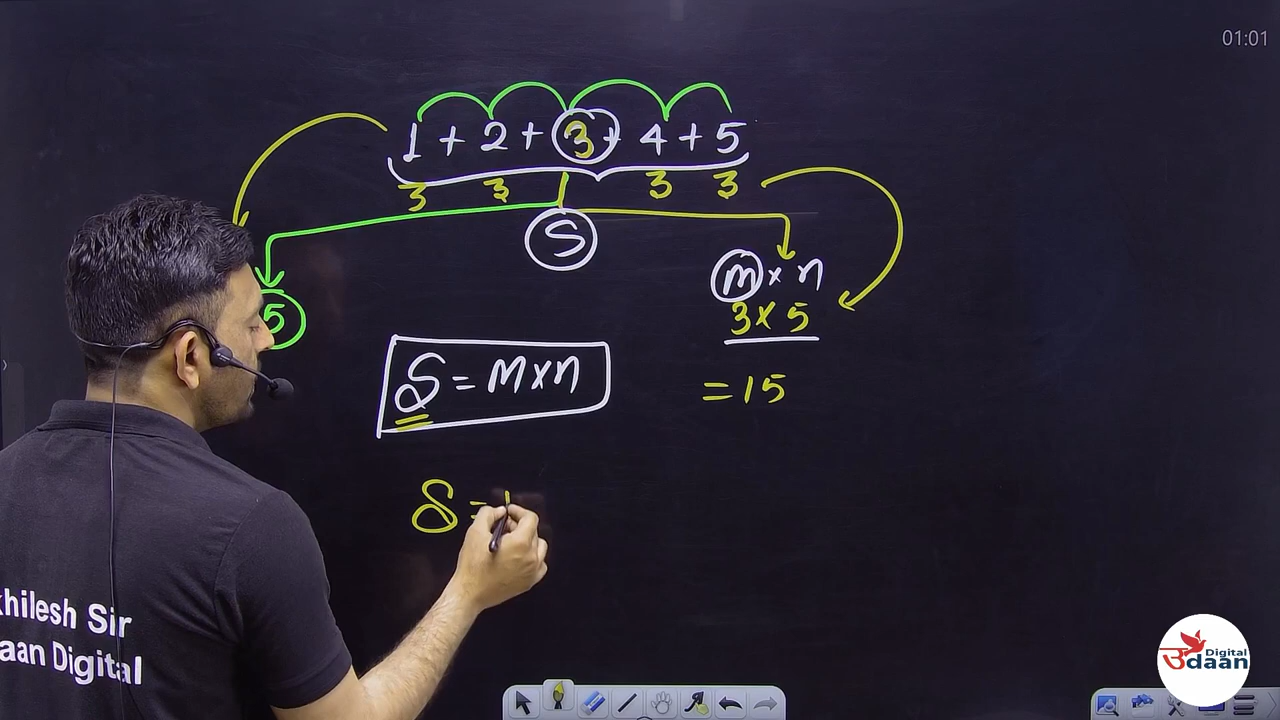 01:01
1 + 2 + 3 + 4 + 5
3 3 3 3
S
m × n
5
3 × 5
S = m × n
= 15
S =
khilesh Sir
aan Digital
Digital
उdaan